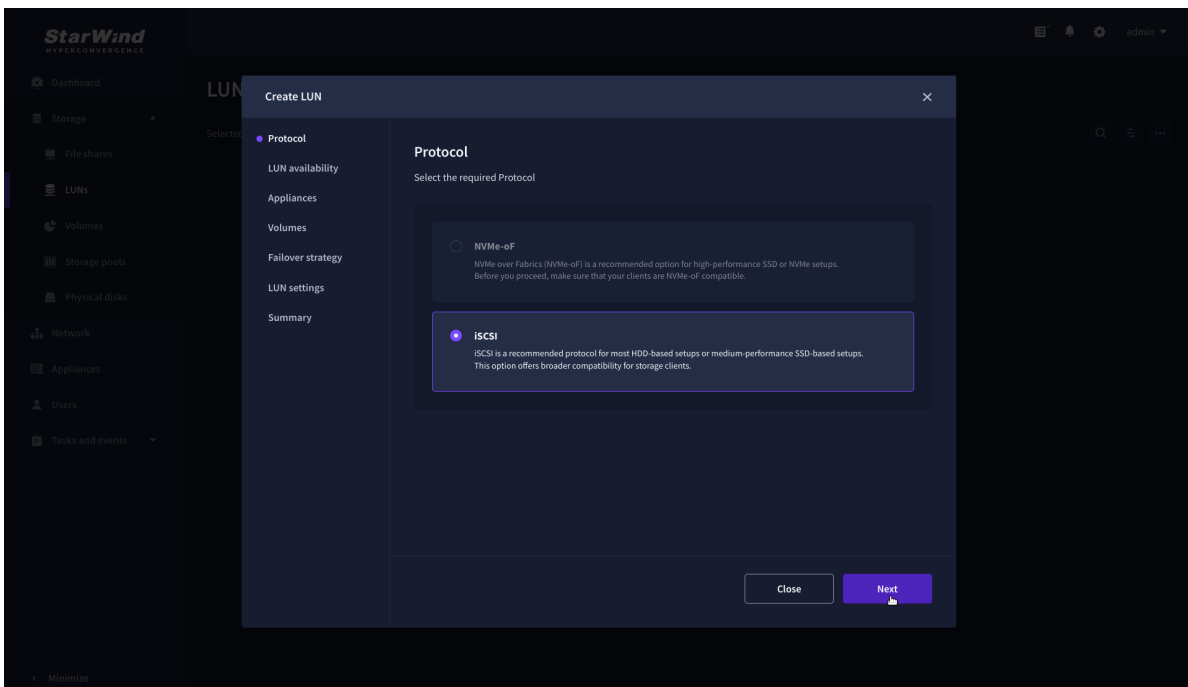 StarWind
HYPERCONVERGENCE
admin
Dashboard
Storage
File shares
LUNs
Volumes
Storage pools
Physical disks
Network
Appliances
Users
Tasks and events
Minimize
LUN
Selected
Create LUN
Protocol
LUN availability
Appliances
Volumes
Failover strategy
LUN settings
Summary
Protocol
Select the required Protocol
NVMe-oF
NVMe over Fabrics (NVMe-oF) is a recommended option for high-performance SSD or NVMe setups.
Before you proceed, make sure that your clients are NVMe-oF compatible.
iSCSI
iSCSI is a recommended protocol for most HDD-based setups or medium-performance SSD-based setups.
This option offers broader compatibility for storage clients.
Close
Next